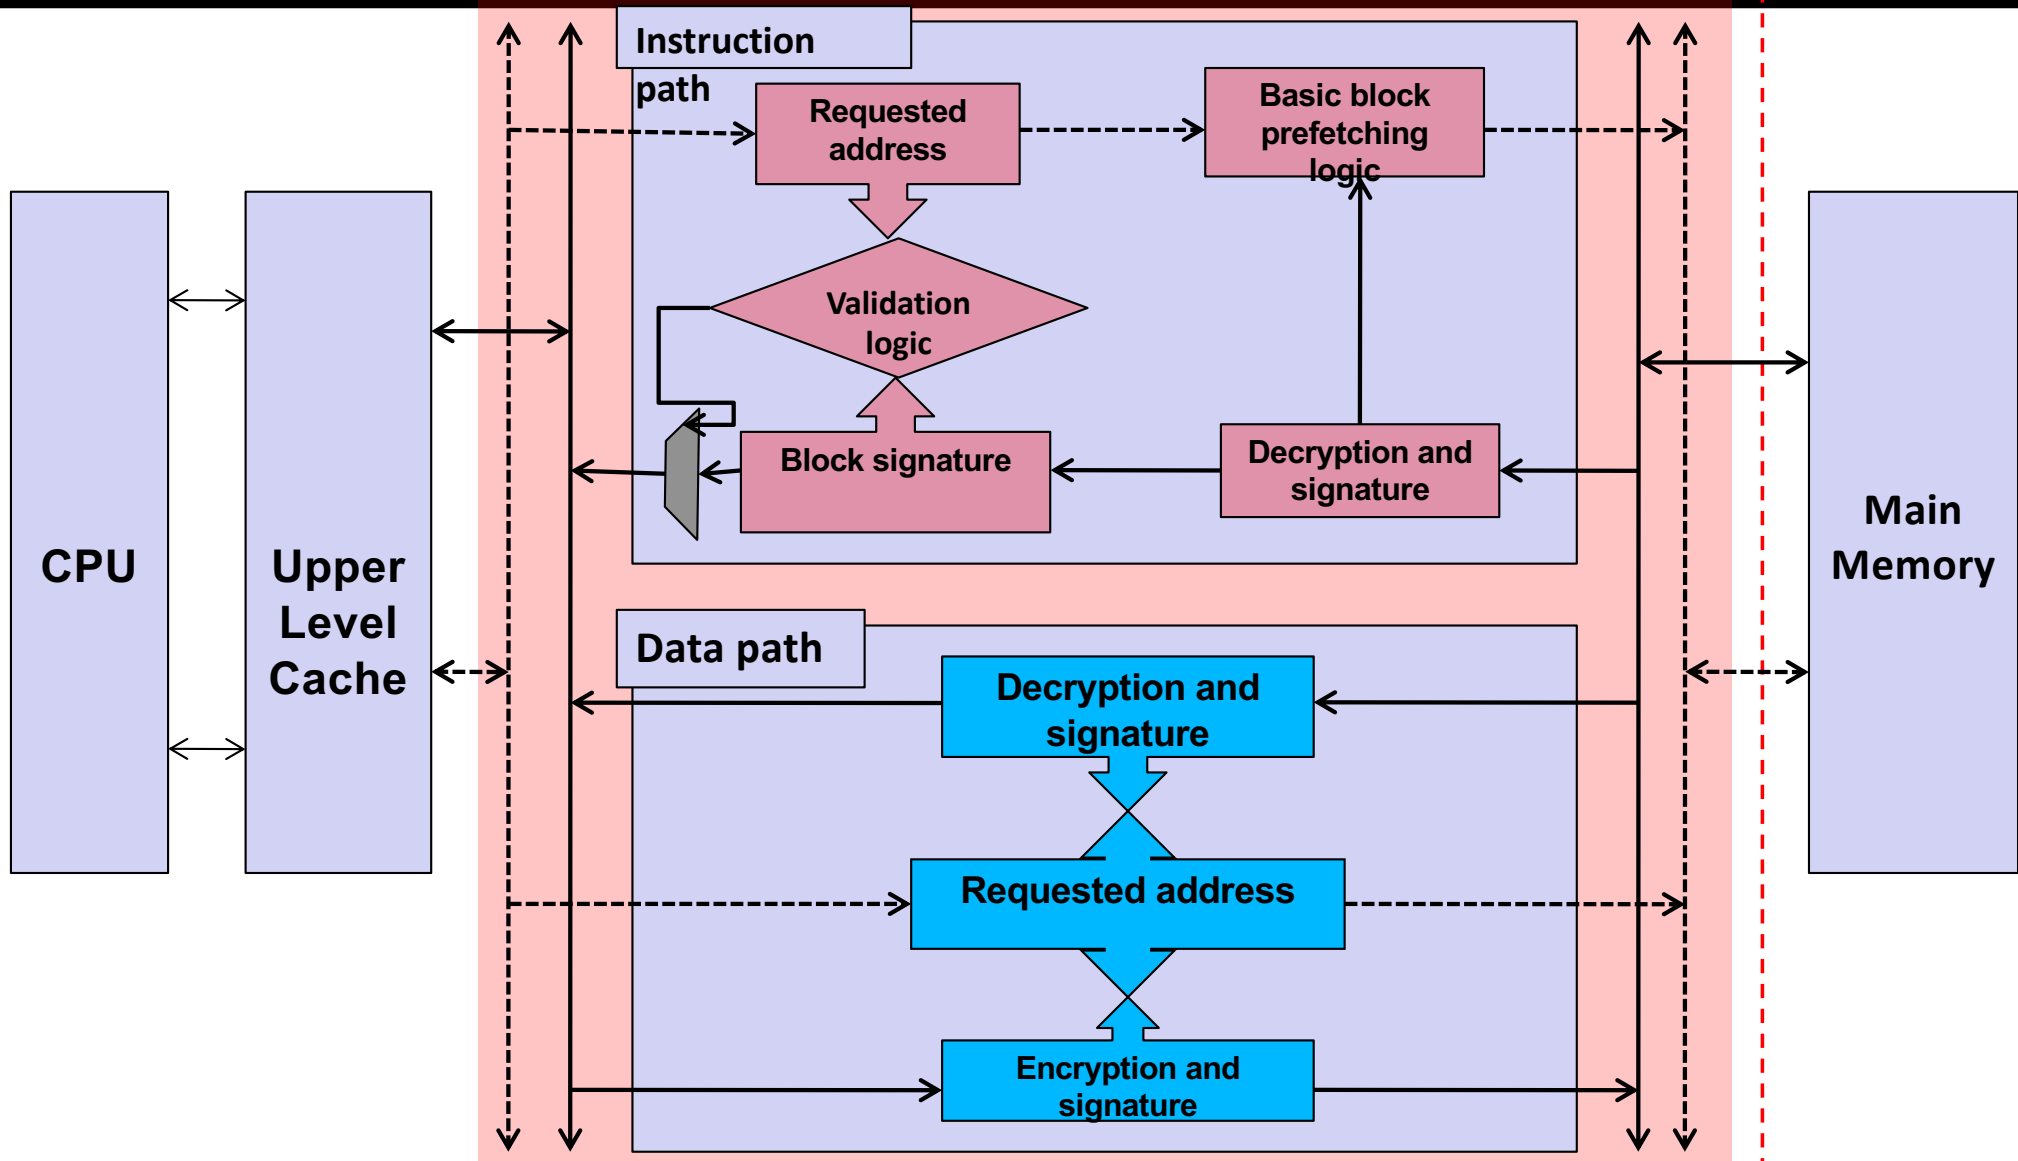 Instruction
path
Requested
address
Basic block
prefetching
logic
Validation
logic
Block signature
Decryption and
signature
CPU
Upper
Level
Cache
Main
Memory
Data path
Decryption and
signature
Requested address
Encryption and
signature